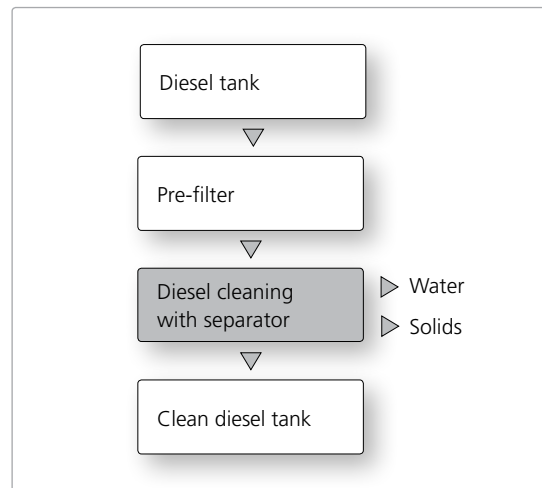 Diesel tank
Pre-filter
Diesel cleaning
with separator
Water
Solids
Clean diesel tank